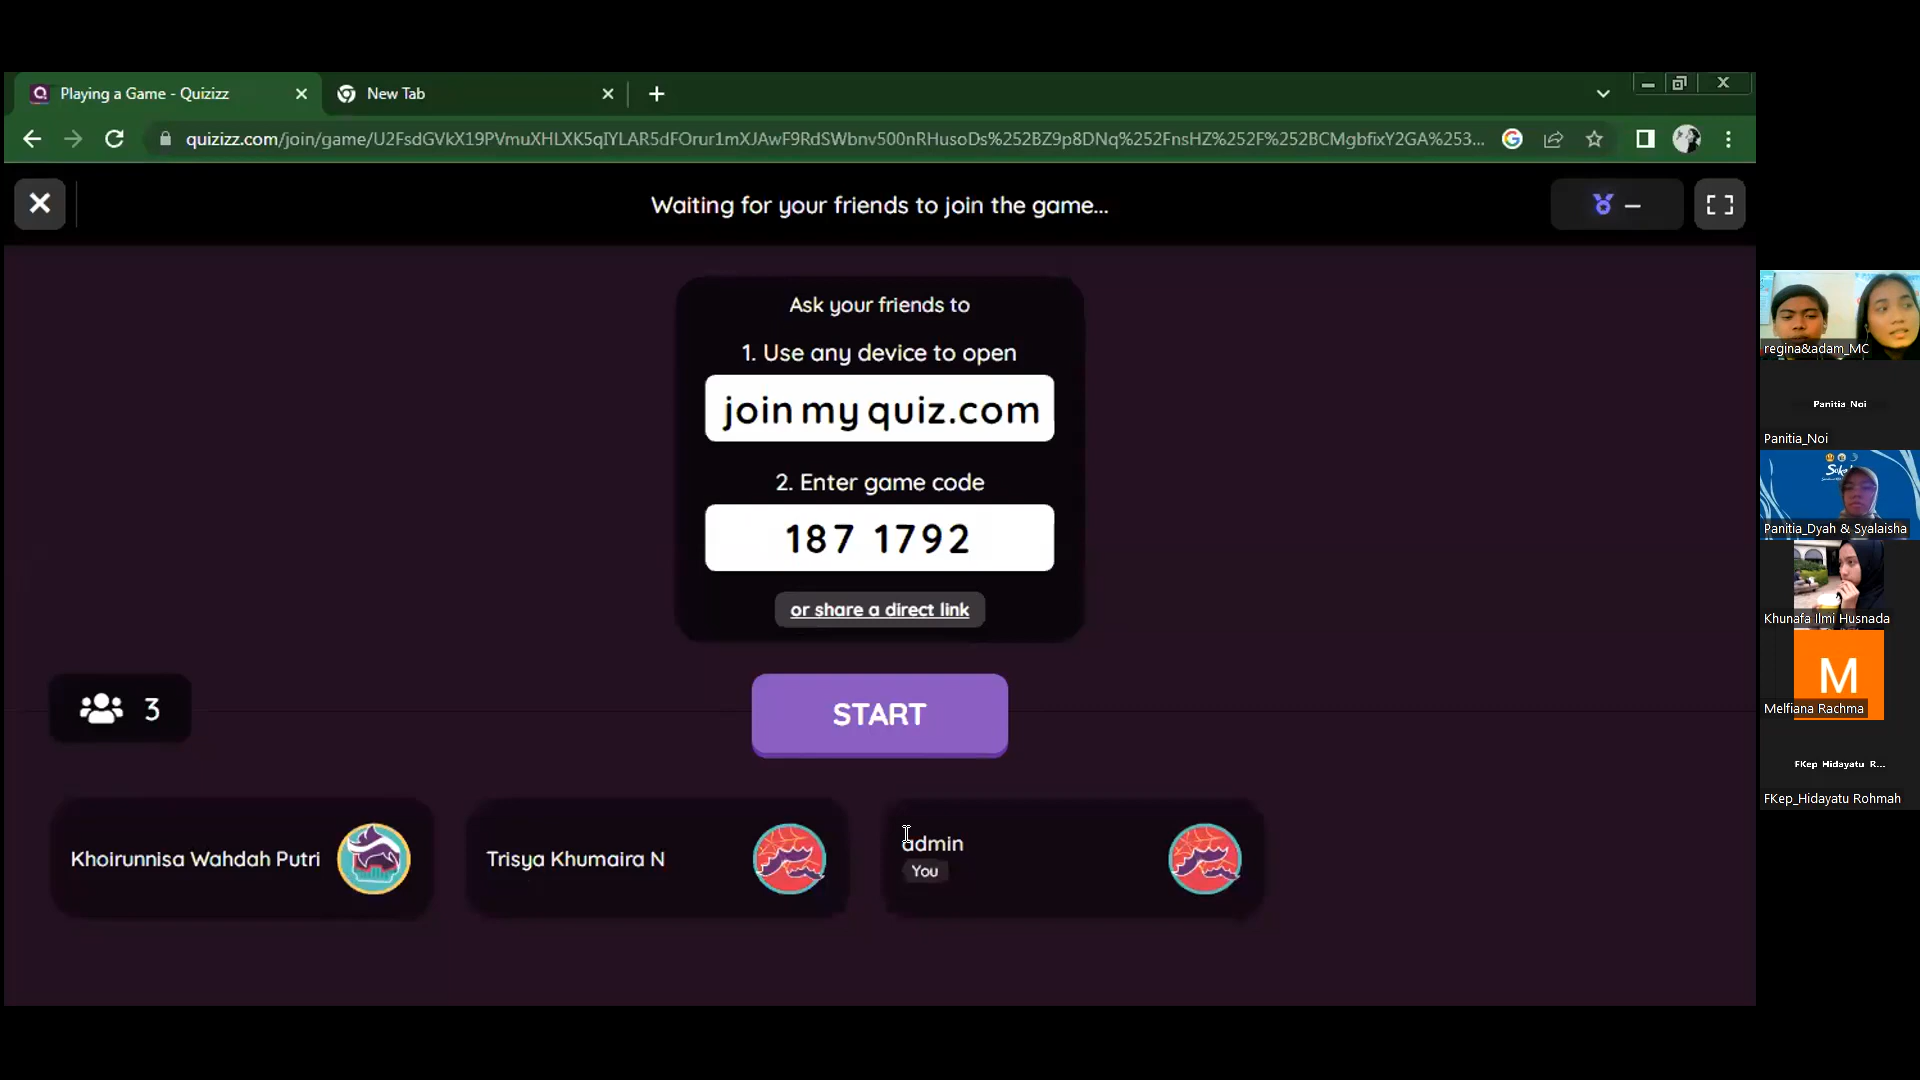 Playing a Game - Quizizz
New Tab
quizizz.com/join/game/U2FsdGVkX19PVmuXHLXK5qIYLAR5dFOrur1mXJAwF9RdSWbnv500nRHusoDs%252BZ9p8DNq%252FnsHZ%252F%252BCMgbfixY2GA%253...
Waiting for your friends to join the game...
Ask your friends to
1. Use any device to open
joinmyquiz.com
2. Enter game code
187 1792
or share a direct link
3
START
Khoirunnisa Wahdah Putri
Trisya Khumaira N
admin
You
regina&adam_MC
Panitia Noi
Panitia_Noi
Panitia_Dyah & Syalaisha
Khunafa Ilmi Husnada
M
Melfiana Rachma
FKep Hidayatu R...
FKep_Hidayatu Rohmah